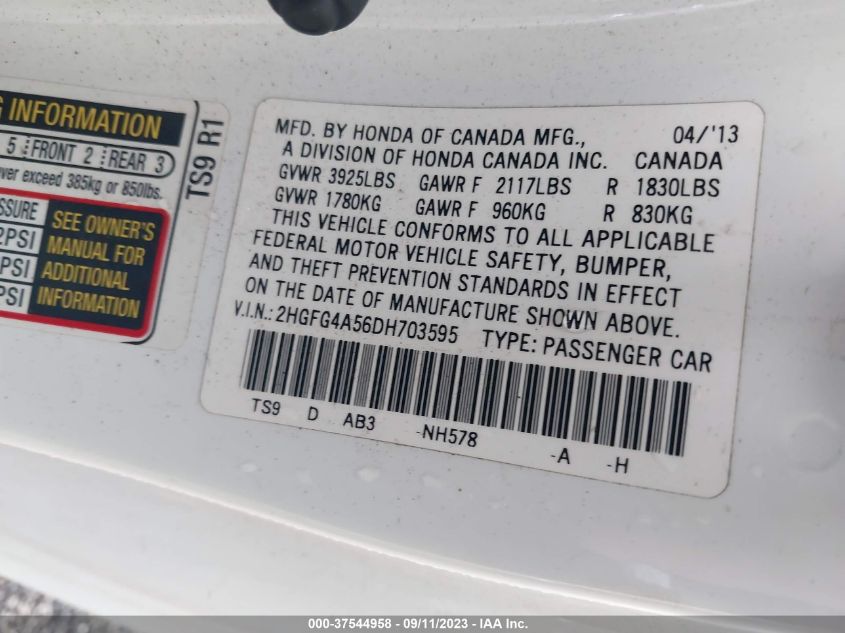 G INFORMATION
5 FRONT 2 REAR 3
ver exceed 385kg or 850lbs.
SSURE
2PSI
PSI
PSI
SEE OWNER'S
MANUAL FOR
ADDITIONAL
INFORMATION
TS9 R1
MFD. BY HONDA OF CANADA MFG., 04/'13
A DIVISION OF HONDA CANADA INC. CANADA
GVWR 3925LBS GAWR F 2117LBS R 1830LBS
GVWR 1780KG GAWR F 960KG R 830KG
THIS VEHICLE CONFORMS TO ALL APPLICABLE
FEDERAL MOTOR VEHICLE SAFETY, BUMPER,
AND THEFT PREVENTION STANDARDS IN EFFECT
ON THE DATE OF MANUFACTURE SHOWN ABOVE.
V.I.N.: 2HGFG4A56DH703595 TYPE: PASSENGER CAR
TS9 D AB3 -NH578 -A -H
000-37544958 - 09/11/2023 - IAA Inc.